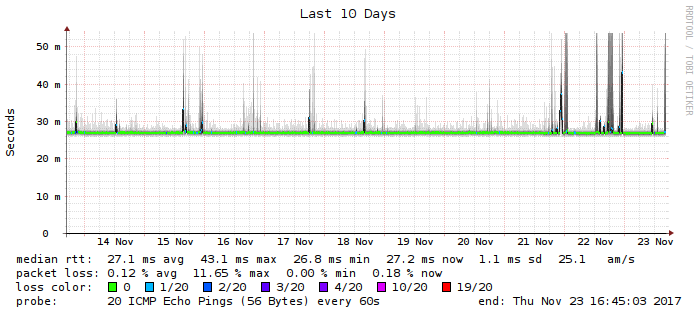 Last 10 Days
RRDTOOL / TOBI OETIKER
Seconds
50 m
40 m
30 m
20 m
10 m
0
14 Nov 15 Nov 16 Nov 17 Nov 18 Nov 19 Nov 20 Nov 21 Nov 22 Nov 23 Nov
median rtt: 27.1 ms avg 43.1 ms max 26.8 ms min 27.2 ms now 1.1 ms sd 25.1 am/s
packet loss: 0.12 % avg 11.65 % max 0.00 % min 0.18 % now
loss color: 0 1/20 2/20 3/20 4/20 10/20 19/20
probe: 20 ICMP Echo Pings (56 Bytes) every 60s end: Thu Nov 23 16:45:03 2017